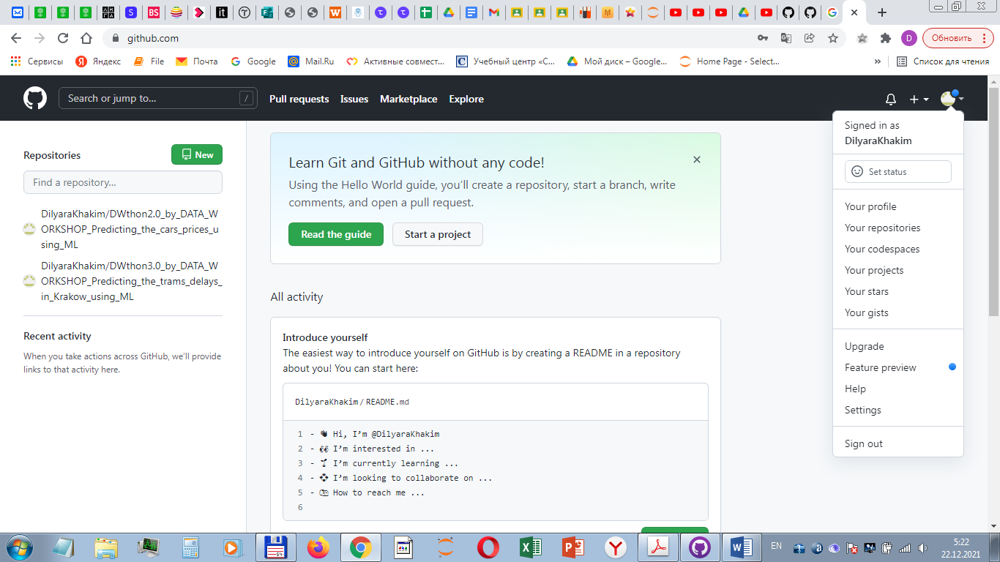 BS
it
W
github.com
D
Обновить
Сервисы
Яндекс
File
Почта
Google
Mail.Ru
Активные совмест...
Учебный центр «С...
Мой диск – Google...
Home Page - Select...
»
Список для чтения
Search or jump to...
/
Pull requests
Issues
Marketplace
Explore
Signed in as
DilyaraKhakim
Set status
Your profile
Your repositories
Your codespaces
Your projects
Your stars
Your gists
Upgrade
Feature preview
Help
Settings
Sign out
Repositories
New
Find a repository...
DilyaraKhakim/DWthon2.0_by_DATA_W
ORKSHOP_Predicting_the_cars_prices_u
sing_ML
DilyaraKhakim/DWthon3.0_by_DATA_W
ORKSHOP_Predicting_the_trams_delays_
in_Krakow_using_ML
Recent activity
When you take actions across GitHub, we'll provide
links to that activity here.
Learn Git and GitHub without any code!
Using the Hello World guide, you'll create a repository, start a branch, write
comments, and open a pull request.
Read the guide
Start a project
All activity
Introduce yourself
The easiest way to introduce yourself on GitHub is by creating a README in a repository
about you! You can start here:
DilyaraKhakim / README.md
1 - 👋 Hi, I'm @DilyaraKhakim
2 - 👀 I'm interested in ...
3 - 🌱 I'm currently learning ...
4 - 💞️ I'm looking to collaborate on ...
5 - 📫 How to reach me ...
6
EN
5:22
22.12.2021